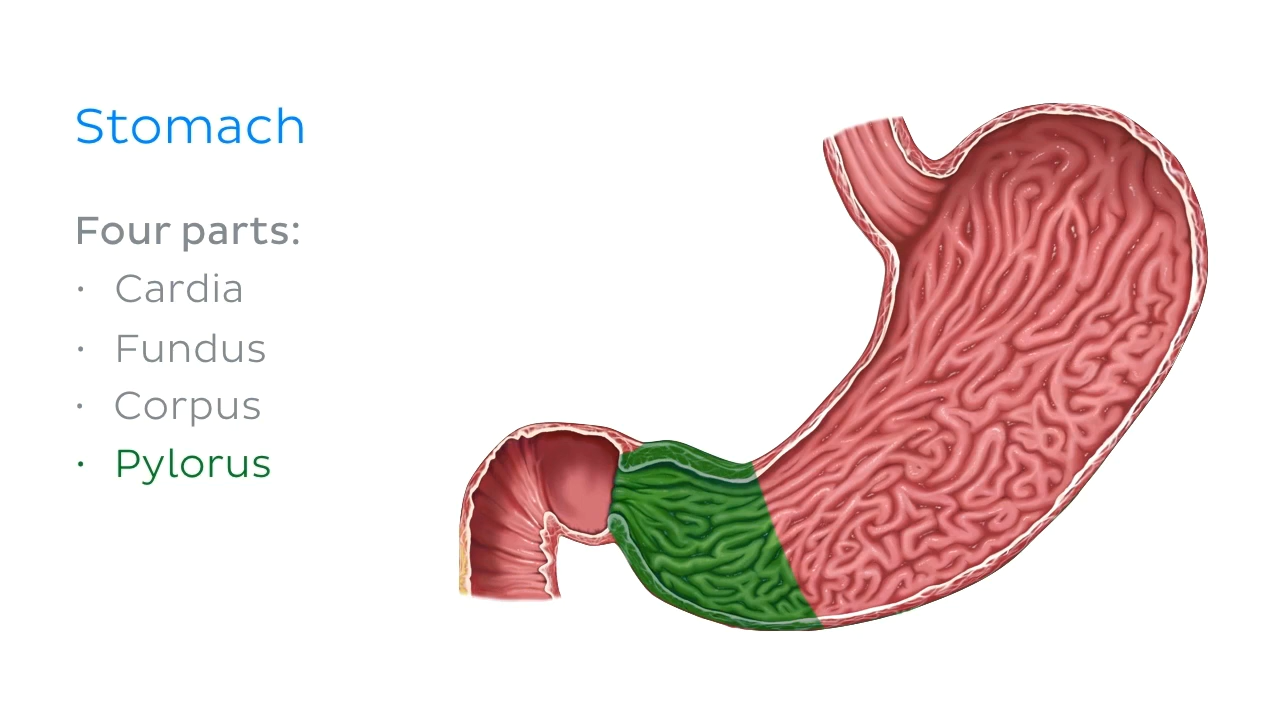 Stomach
Four parts:
· Cardia
· Fundus
· Corpus
· Pylorus